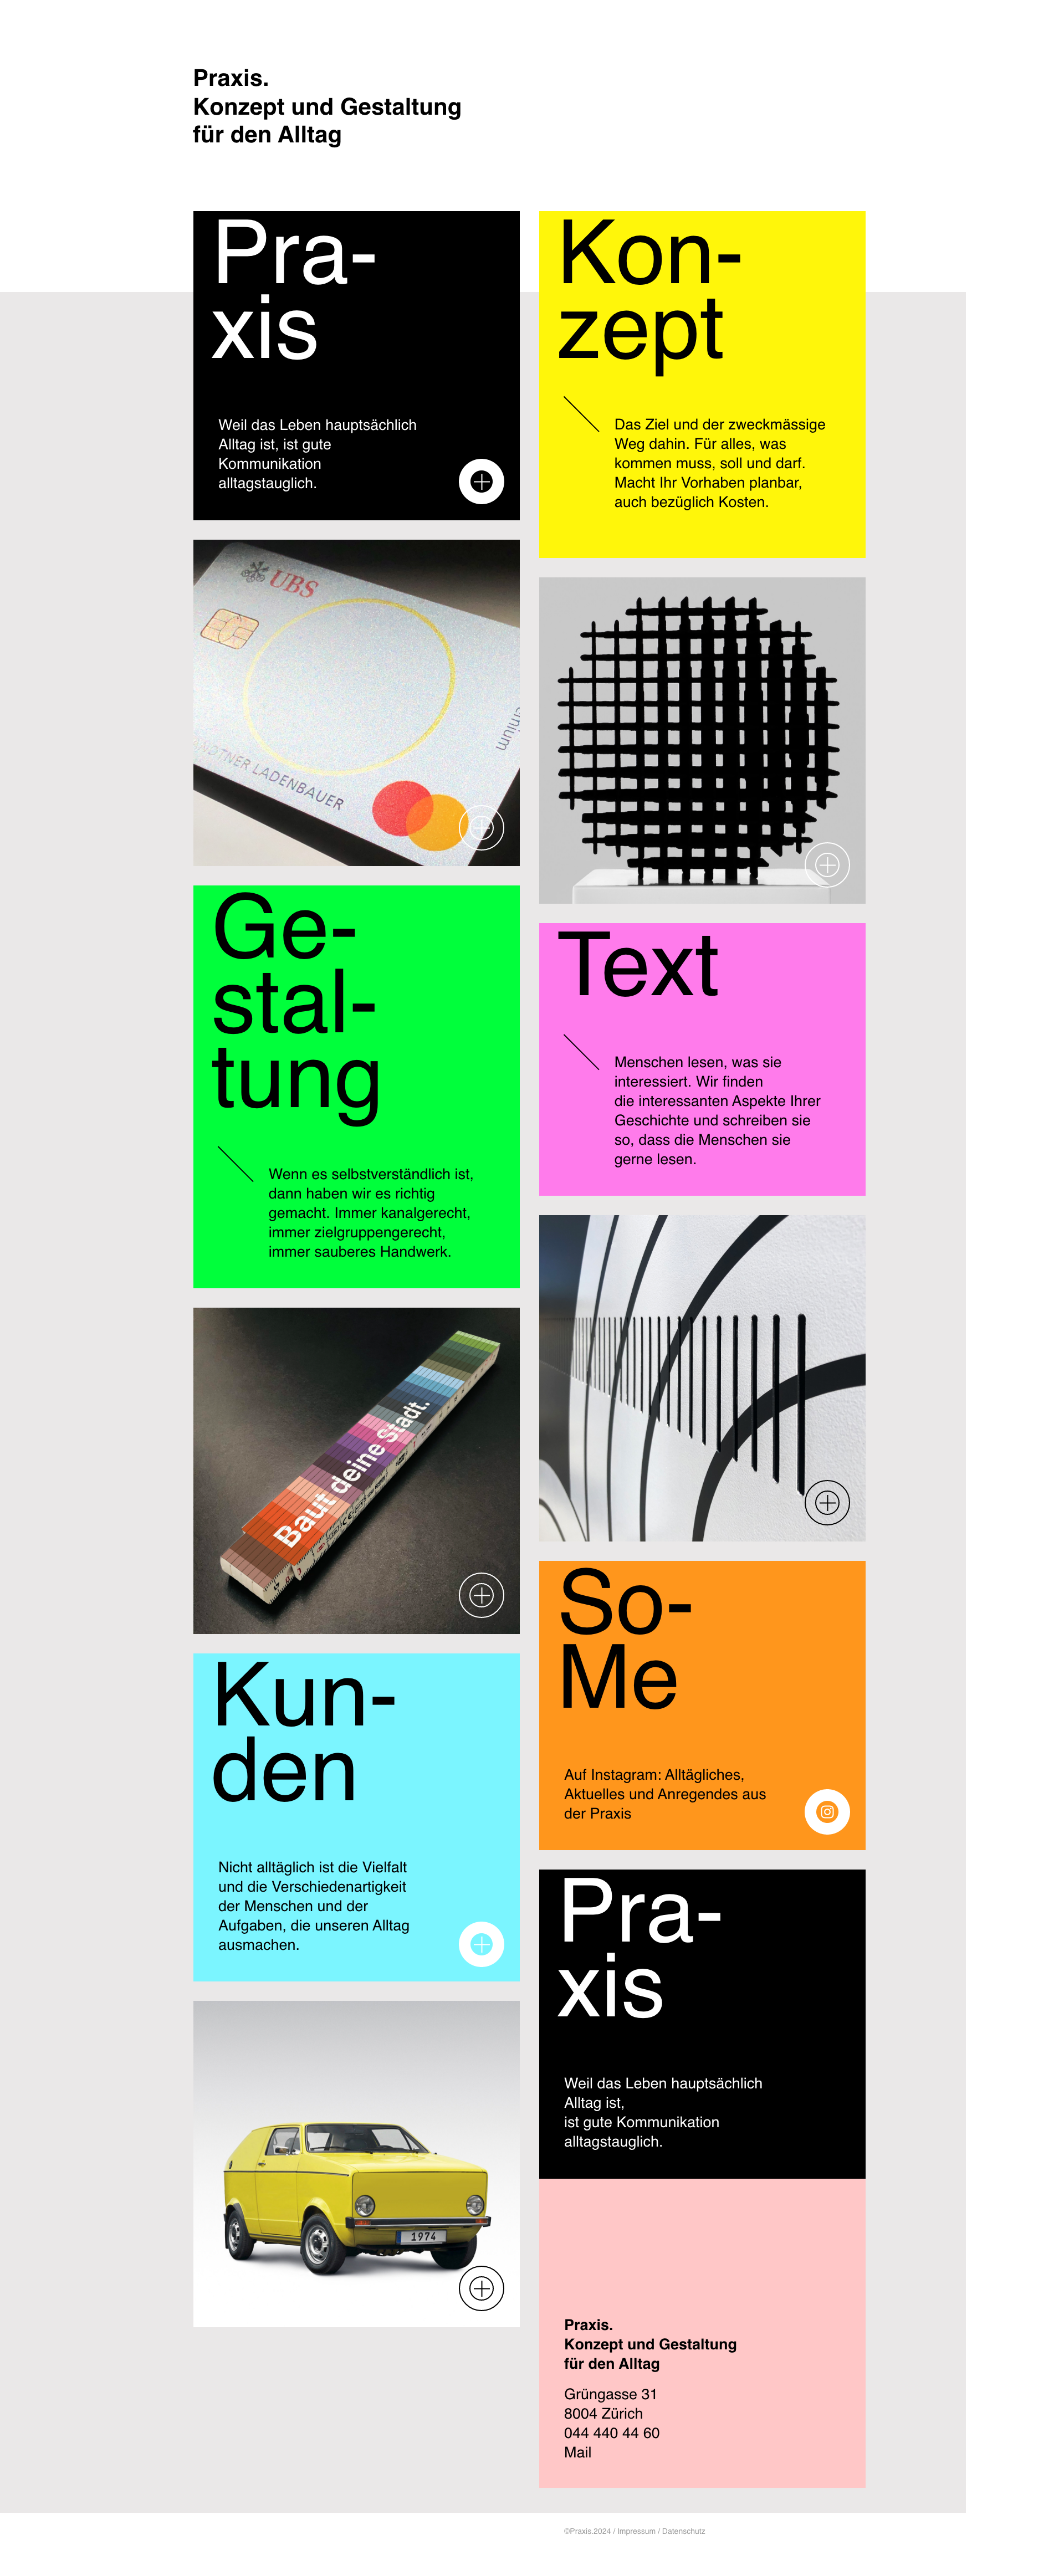 Praxis.
Konzept und Gestaltung
für den Alltag
Pra-
xis
Weil das Leben hauptsächlich
Alltag ist, ist gute
Kommunikation
alltagstauglich.
Kon-
zept
Das Ziel und der zweckmässige
Weg dahin. Für alles, was
kommen muss, soll und darf.
Macht Ihr Vorhaben planbar,
auch bezüglich Kosten.
UBS
LADENBAUER
Ge-
stal-
tung
Wenn es selbstverständlich ist,
dann haben wir es richtig
gemacht. Immer kanalgerecht,
immer zielgruppengerecht,
immer sauberes Handwerk.
Text
Menschen lesen, was sie
interessiert. Wir finden
die interessanten Aspekte Ihrer
Geschichte und schreiben sie
so, dass die Menschen sie
gerne lesen.
Baut deine Stadt.
So-
Me
Auf Instagram: Alltägliches,
Aktuelles und Anregendes aus
der Praxis
Kun-
den
Nicht alltäglich ist die Vielfalt
und die Verschiedenartigkeit
der Menschen und der
Aufgaben, die unseren Alltag
ausmachen.
1974
Pra-
xis
Weil das Leben hauptsächlich
Alltag ist,
ist gute Kommunikation
alltagstauglich.
Praxis.
Konzept und Gestaltung
für den Alltag
Grüngasse 31
8004 Zürich
044 440 44 60
Mail
©Praxis.2024 / Impressum / Datenschutz